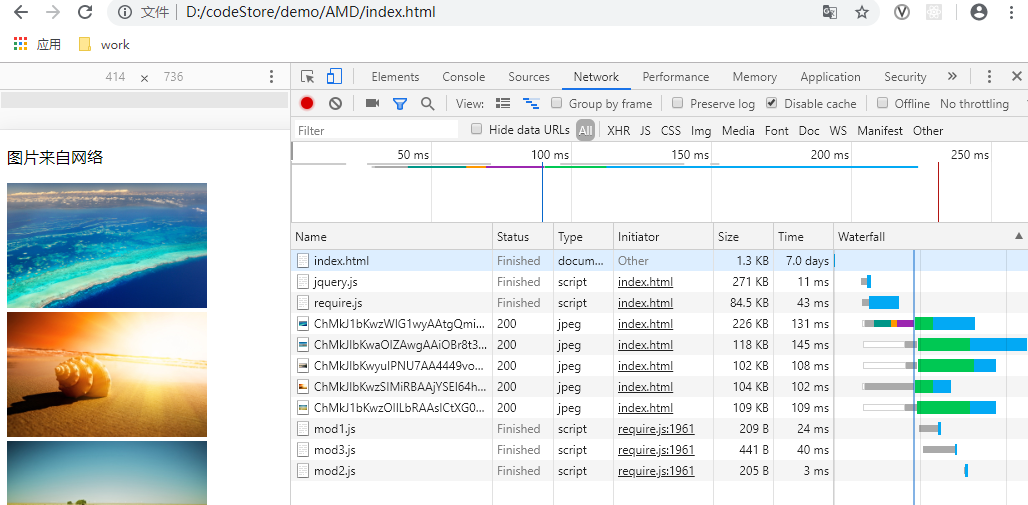 文件 D:/codeStore/demo/AMD/index.html
应用 work
414 × 736
图片来自网络
Elements Console Sources Network Performance Memory Application Security »
View: Group by frame Preserve log Disable cache Offline No throttling
Filter Hide data URLs All XHR JS CSS Img Media Font Doc WS Manifest Other
50 ms 100 ms 150 ms 200 ms 250 ms
Name Status Type Initiator Size Time Waterfall
index.html Finished docum... Other 1.3 KB 7.0 days
jquery.js Finished script index.html 271 KB 11 ms
require.js Finished script index.html 84.5 KB 43 ms
ChMkJ1bKwzWIG1wyAAtgQmi... 200 jpeg index.html 226 KB 131 ms
ChMkJlbKwaOIZAwgAAiOBr8t3... 200 jpeg index.html 118 KB 145 ms
ChMkJlbKwyuIPNU7AA4449vo... 200 jpeg index.html 102 KB 108 ms
ChMkJlbKwzSIMiRBAAjYSEl64h... 200 jpeg index.html 104 KB 102 ms
ChMkJ1bKwzOIILbRAAslCtXG0... 200 jpeg index.html 109 KB 109 ms
mod1.js Finished script require.js:1961 209 B 24 ms
mod3.js Finished script require.js:1961 441 B 40 ms
mod2.js Finished script require.js:1961 205 B 3 ms